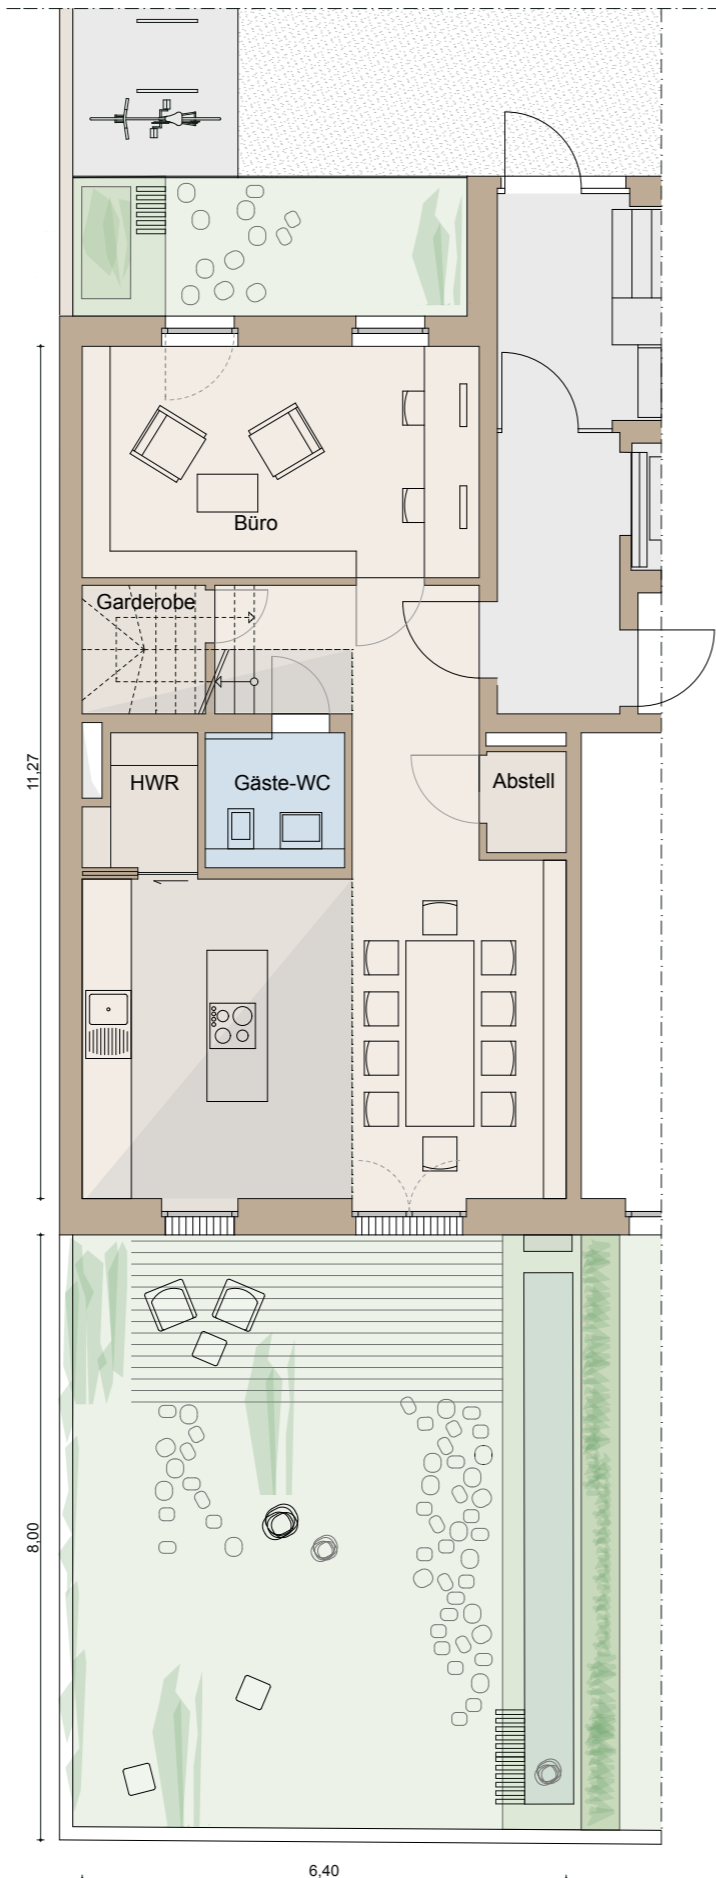 Büro
Garderobe
11,27
HWR
Gäste-WC
Abstell
8,00
6,40